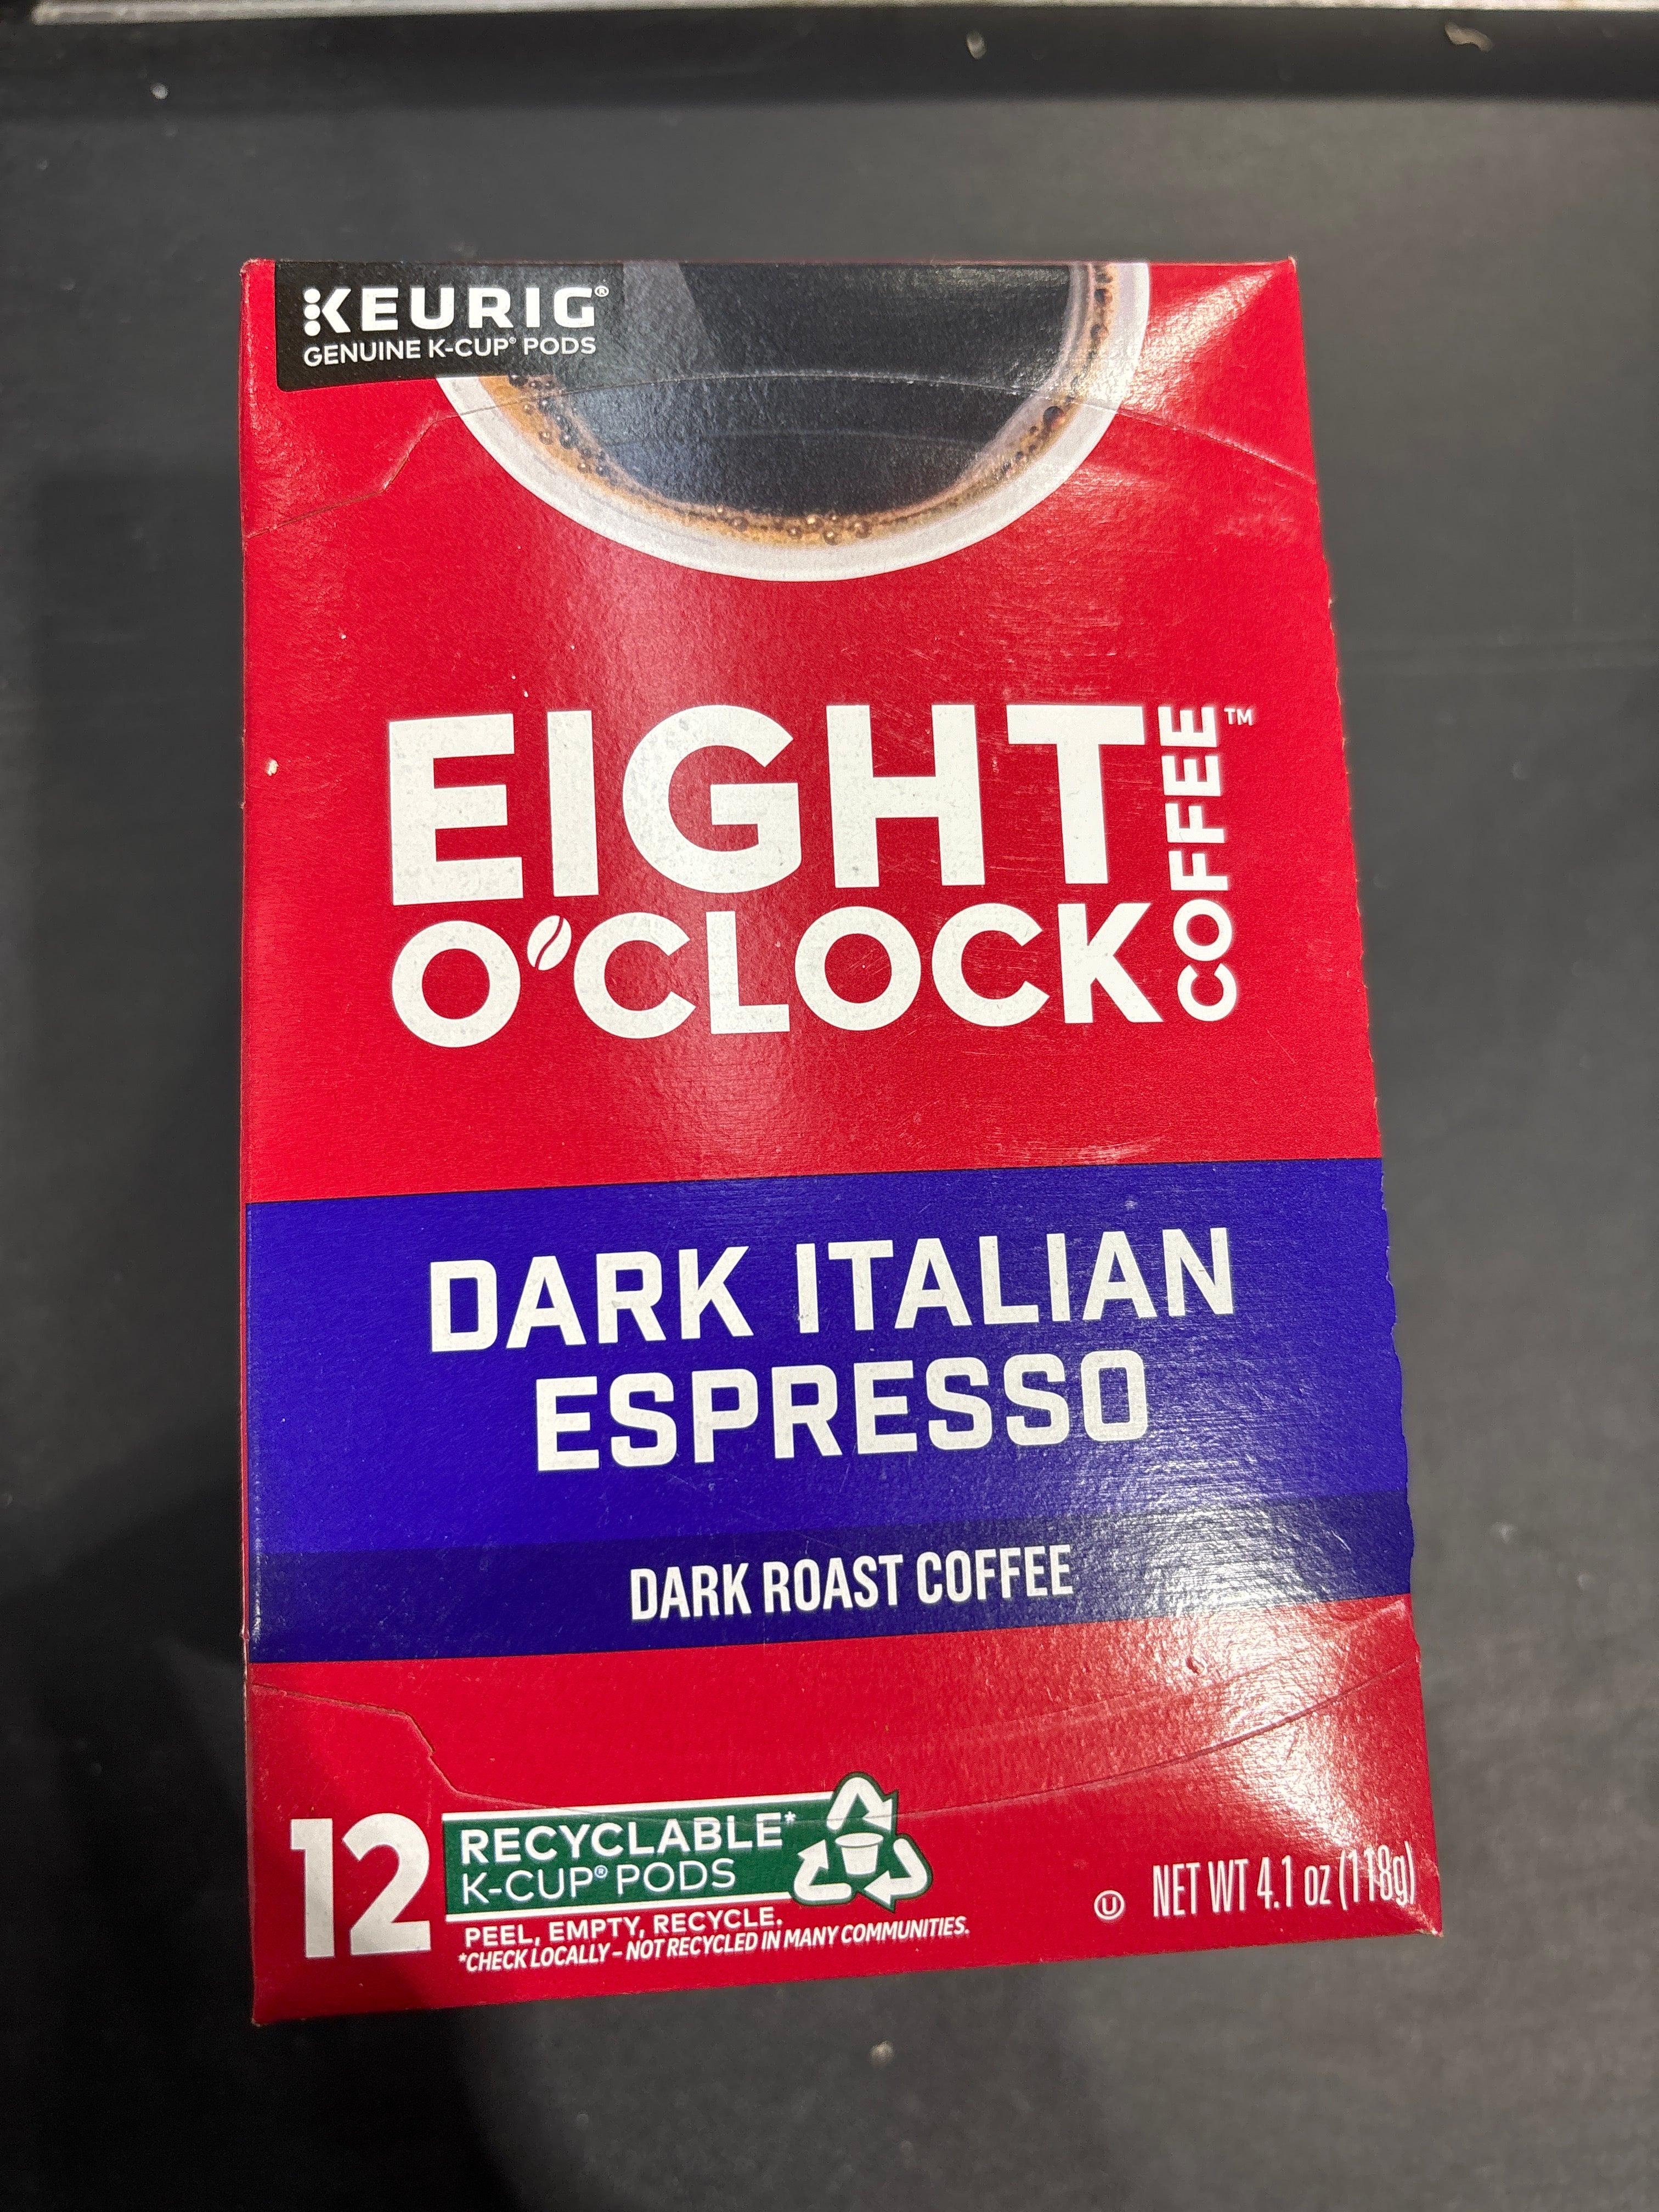 KEURIG®
GENUINE K-CUP® PODS
EIGHT
O'CLOCK
COFFEE™
DARK ITALIAN
ESPRESSO
DARK ROAST COFFEE
12
RECYCLABLE*
K-CUP® PODS
PEEL, EMPTY, RECYCLE.
*CHECK LOCALLY – NOT RECYCLED IN MANY COMMUNITIES.
U NET WT 4.1 oz (118g)